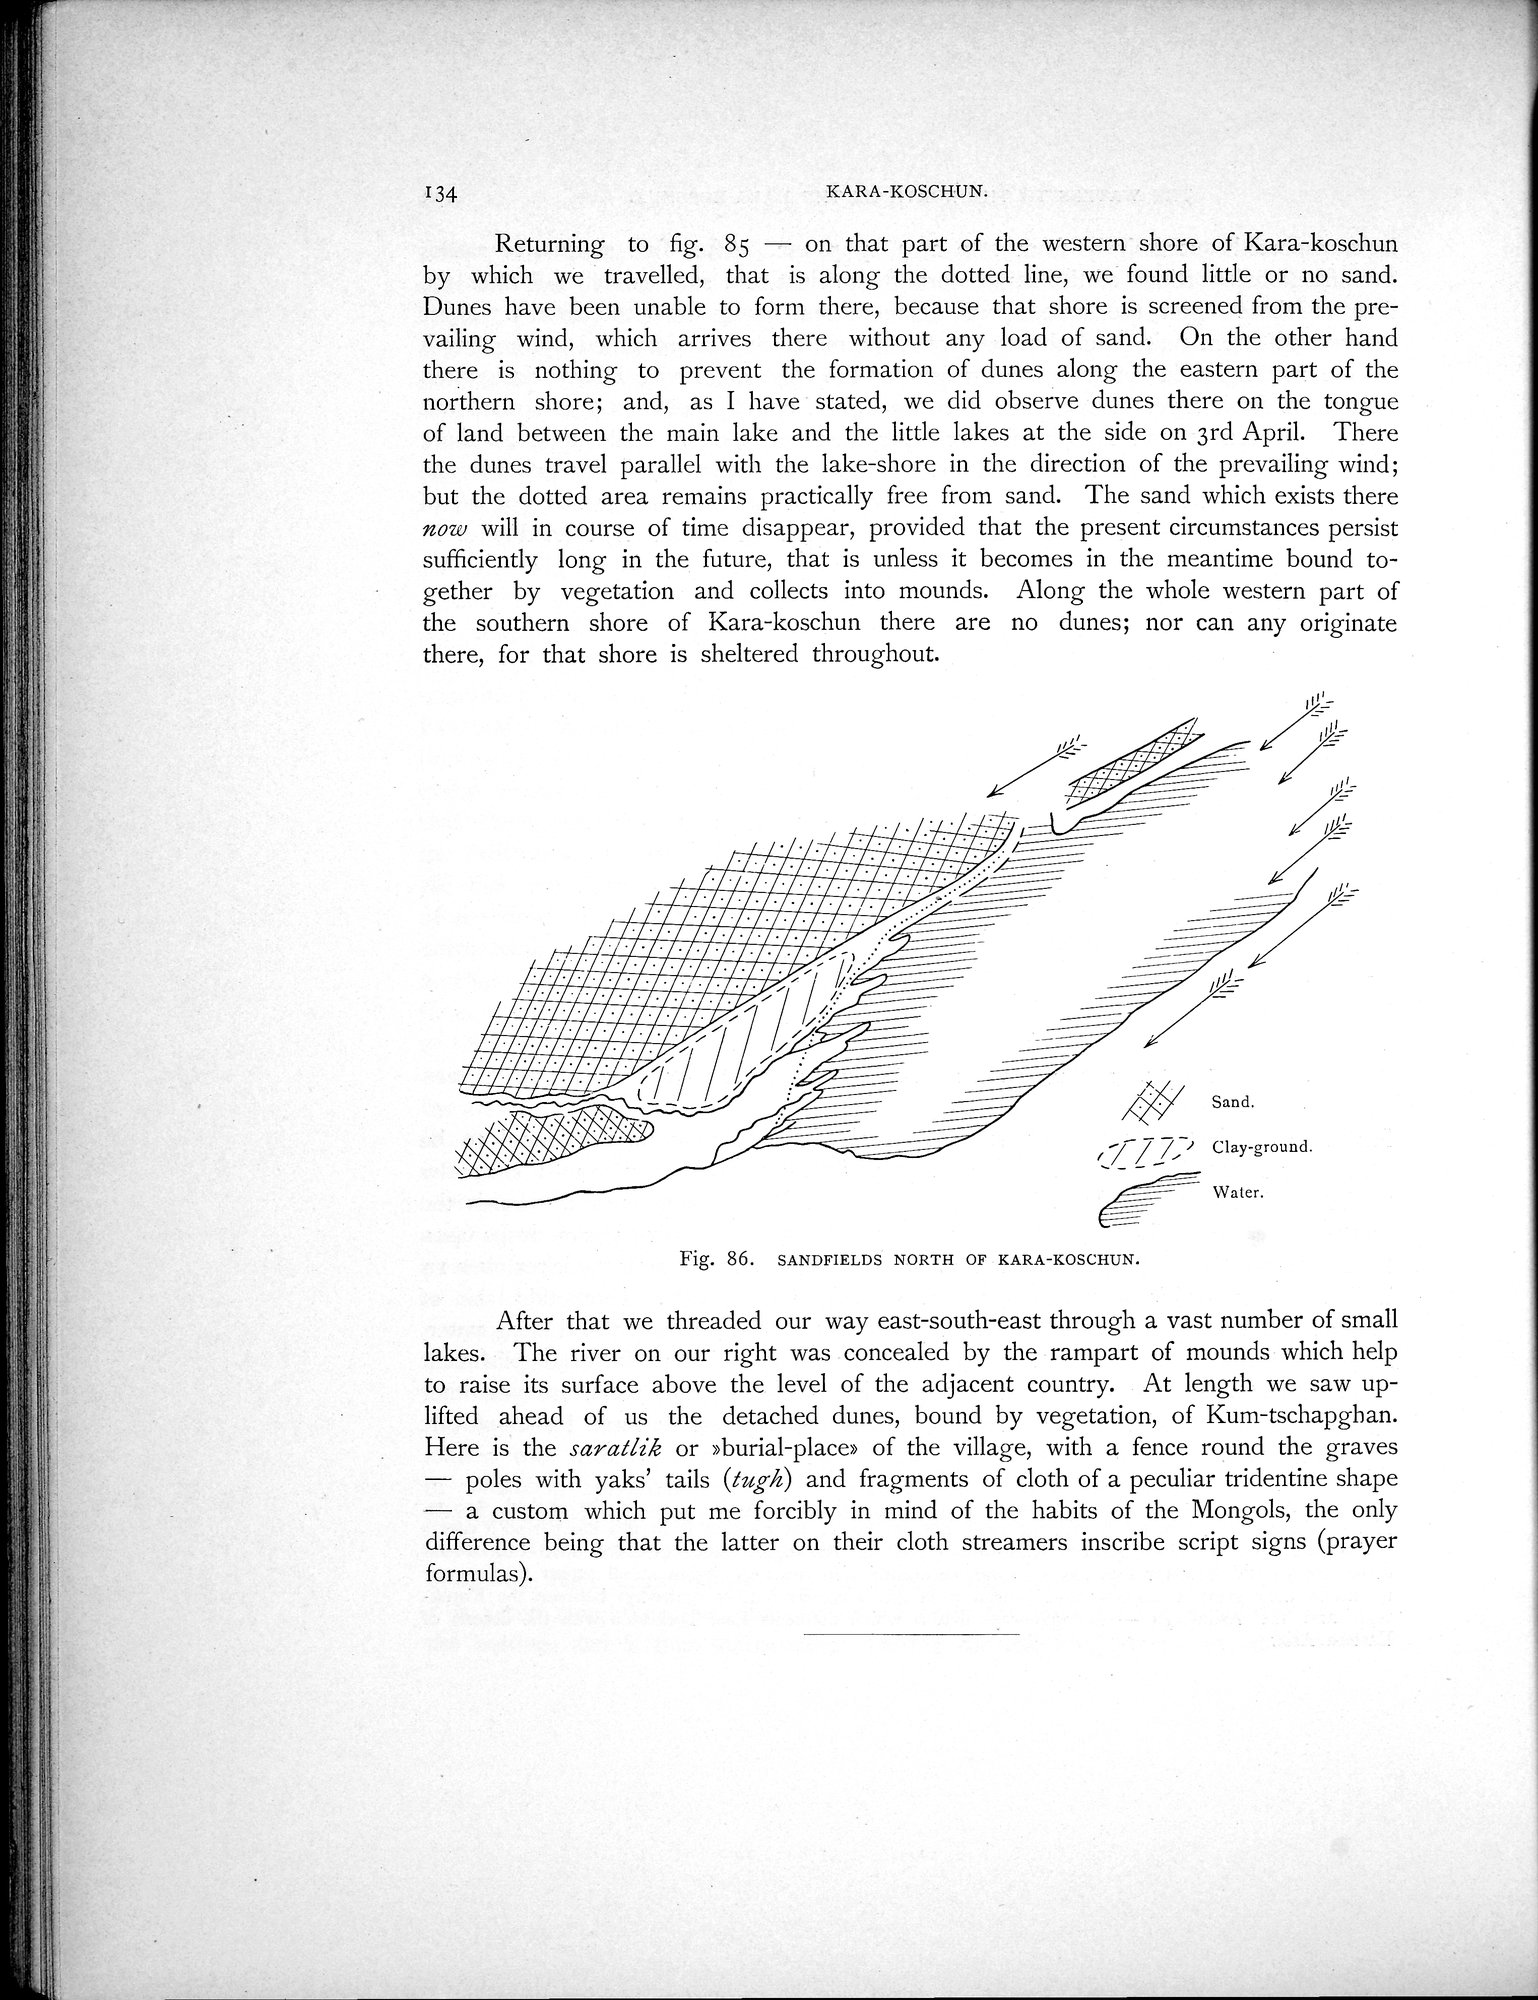 134
KARA-KOSCHUN.
Returning to fig. 85 — on that part of the western shore of Kara-koschun
by which we travelled, that is along the dotted line, we found little or no sand.
Dunes have been unable to form there, because that shore is screened from the pre-
vailing wind, which arrives there without any load of sand. On the other hand
there is nothing to prevent the formation of dunes along the eastern part of the
northern shore; and, as I have stated, we did observe dunes there on the tongue
of land between the main lake and the little lakes at the side on 3rd April. There
the dunes travel parallel with the lake-shore in the direction of the prevailing wind;
but the dotted area remains practically free from sand. The sand which exists there
now will in course of time disappear, provided that the present circumstances persist
sufficiently long in the future, that is unless it becomes in the meantime bound to-
gether by vegetation and collects into mounds. Along the whole western part of
the southern shore of Kara-koschun there are no dunes; nor can any originate
there, for that shore is sheltered throughout.
Sand.
Clay-ground.
Water.
Fig. 86. SANDFIELDS NORTH OF KARA-KOSCHUN.
After that we threaded our way east-south-east through a vast number of small
lakes. The river on our right was concealed by the rampart of mounds which help
to raise its surface above the level of the adjacent country. At length we saw up-
lifted ahead of us the detached dunes, bound by vegetation, of Kum-tschapghan.
Here is the saratlik or »burial-place» of the village, with a fence round the graves
— poles with yaks' tails (tugh) and fragments of cloth of a peculiar tridentine shape
— a custom which put me forcibly in mind of the habits of the Mongols, the only
difference being that the latter on their cloth streamers inscribe script signs (prayer
formulas).